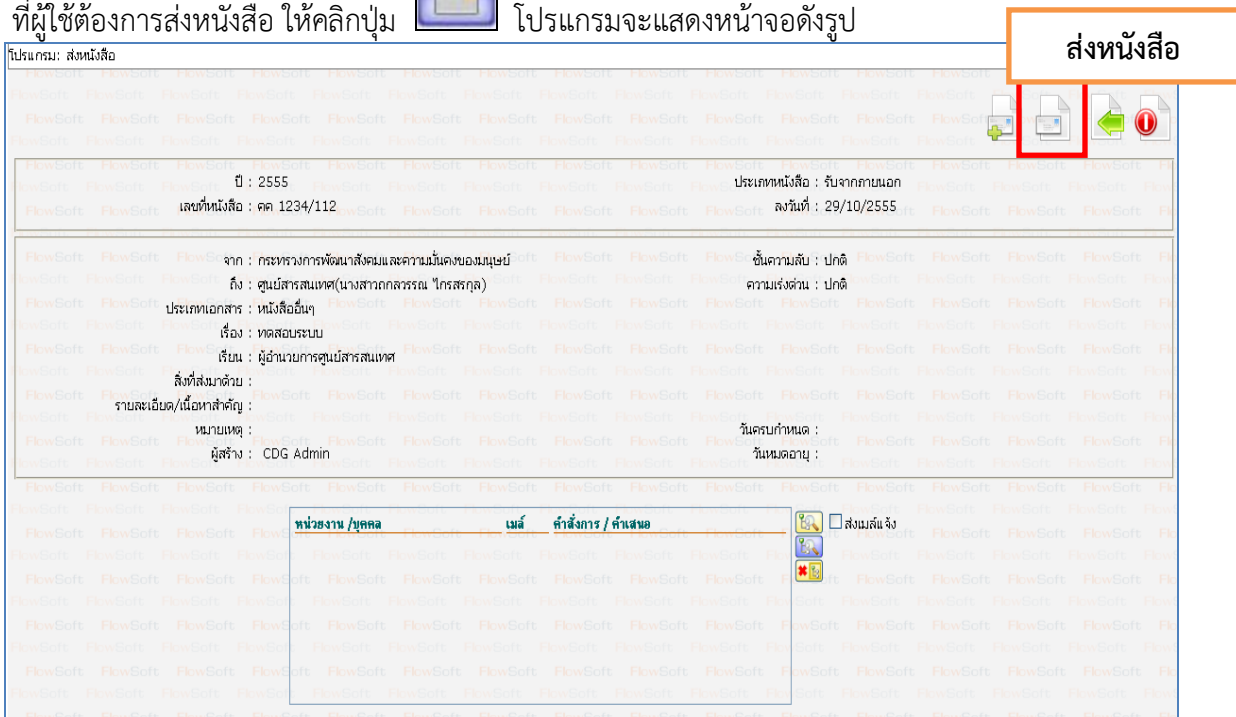 ที่ผู้ใช้ต้องการส่งหนังสือ ให้คลิกปุ่ม โปรแกรมจะแสดงหน้าจอดังรูป
ส่งหนังสือ
โปรแกรม: ส่งหนังสือ
ปี : 2555 ประเภทหนังสือ : รับจากภายนอก
เลขที่หนังสือ : คค 1234/112 ลงวันที่ : 29/10/2555
จาก : กระทรวงการพัฒนาสังคมและความมั่นคงของมนุษย์ ชั้นความลับ : ปกติ
ถึง : ศูนย์สารสนเทศ(นางสาวกกลวรรณ ไกรสรกุล) ความเร่งด่วน : ปกติ
ประเภทเอกสาร : หนังสืออื่นๆ
เรื่อง : ทดสอบระบบ
เรียน : ผู้อำนวยการศูนย์สารสนเทศ
สิ่งที่ส่งมาด้วย :
รายละเอียด/เนื้อหาสำคัญ :
หมายเหตุ : วันครบกำหนด :
ผู้สร้าง : CDG Admin วันหมดอายุ :
หน่วยงาน /บุคคล เมล์ คำสั่งการ / คำเสนอ ส่งเมล์แจ้ง